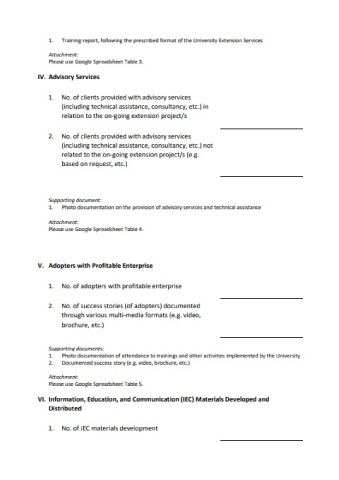 1. Training report, following the prescribed format of the University Extension Services
Attachment:
Please use Google Spreadsheet Table 3.
IV. Advisory Services
1. No. of clients provided with advisory services
(including technical assistance, consultancy, etc.) in
relation to the on-going extension project/s
2. No. of clients provided with advisory services
(including technical assistance, consultancy, etc.) not
related to the on-going extension project/s (e.g.
based on request, etc.)
Supporting document:
1. Photo documentation on the provision of advisory services and technical assistance
Attachment:
Please use Google Spreadsheet Table 4.
V. Adopters with Profitable Enterprise
1. No. of adopters with profitable enterprise
2. No. of success stories (of adopters) documented
through various multi-media formats (e.g. video,
brochure, etc.)
Supporting documents:
1. Photo documentation of attendance to trainings and other activities implemented by the University
2. Documented success story (e.g. video, brochure, etc.)
Attachment:
Please use Google Spreadsheet Table 5.
VI. Information, Education, and Communication (IEC) Materials Developed and
Distributed
1. No. of IEC materials development